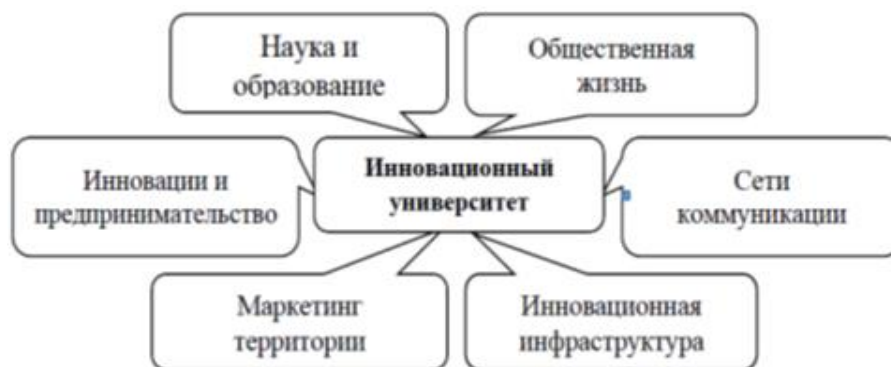 Наука и
образование
Общественная
жизнь
Инновации и
предпринимательство
Инновационный
университет
Сети
коммуникации
Маркетинг
территории
Инновационная
инфраструктура